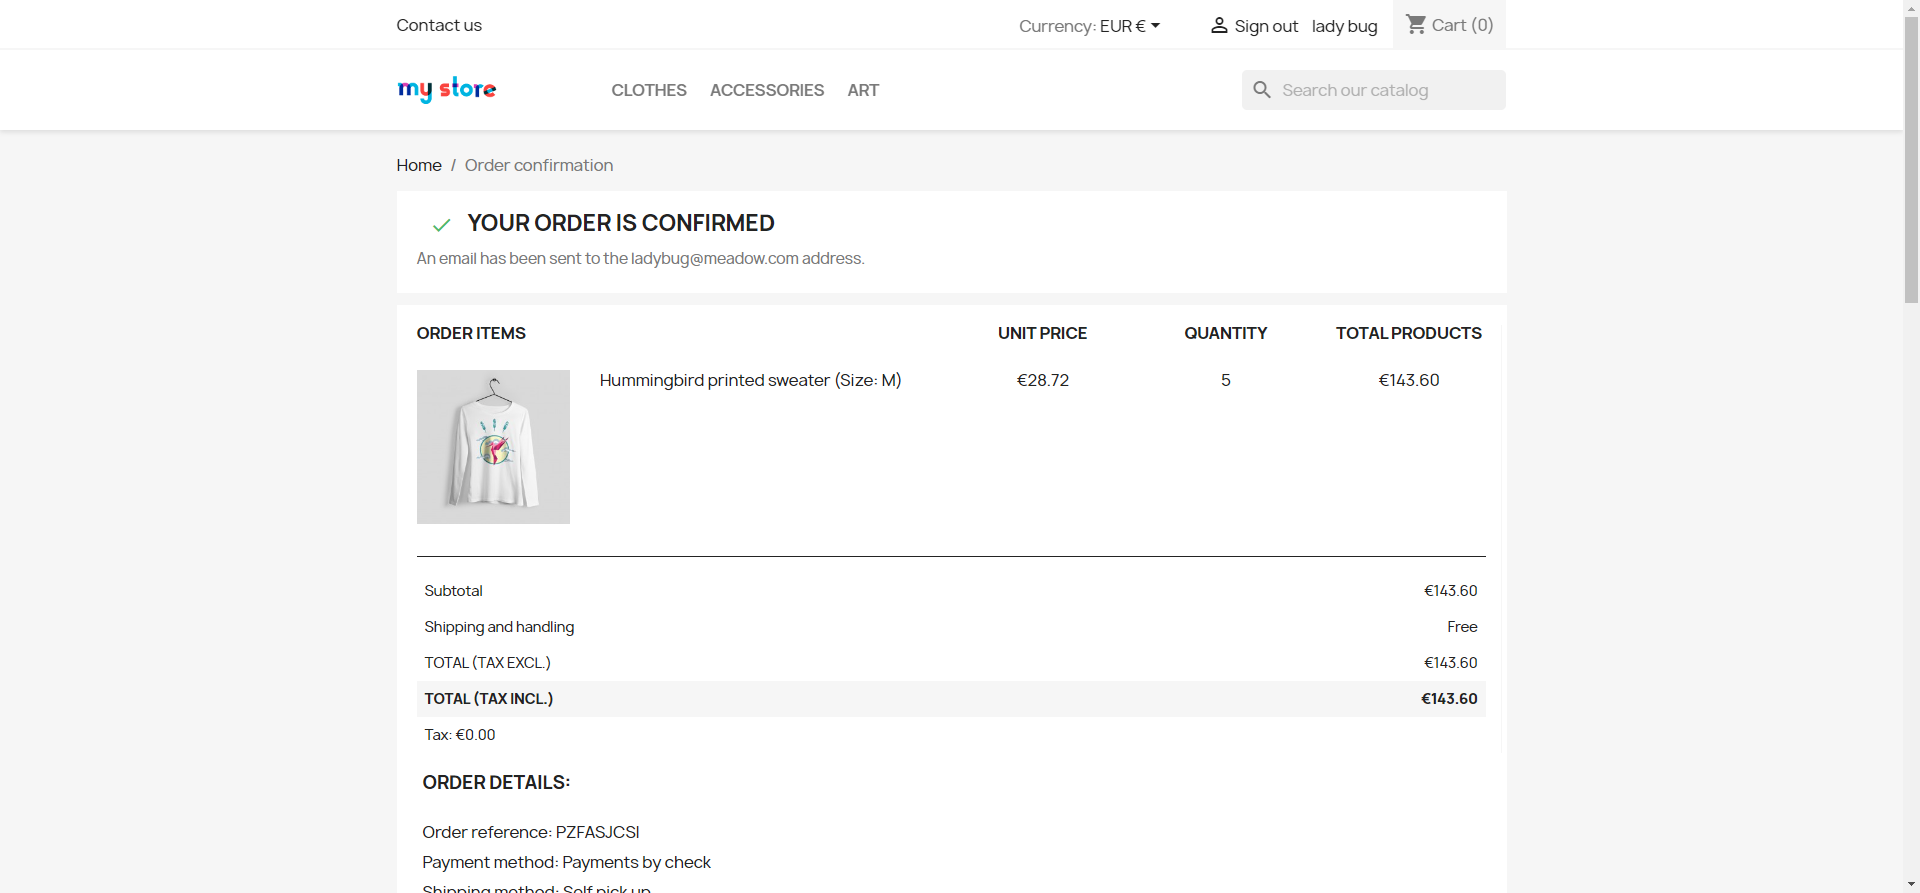 Contact us
Currency: EUR €
Sign out
lady bug
Cart (0)
my store
CLOTHES
ACCESSORIES
ART
Search our catalog
Home / Order confirmation
YOUR ORDER IS CONFIRMED
An email has been sent to the ladybug@meadow.com address.
ORDER ITEMS UNIT PRICE QUANTITY TOTAL PRODUCTS
Hummingbird printed sweater (Size: M) €28.72 5 €143.60
Subtotal €143.60
Shipping and handling Free
TOTAL (TAX EXCL.) €143.60
TOTAL (TAX INCL.) €143.60
Tax: €0.00
ORDER DETAILS:
Order reference: PZFASJCSI
Payment method: Payments by check
Shipping method: Self pick up